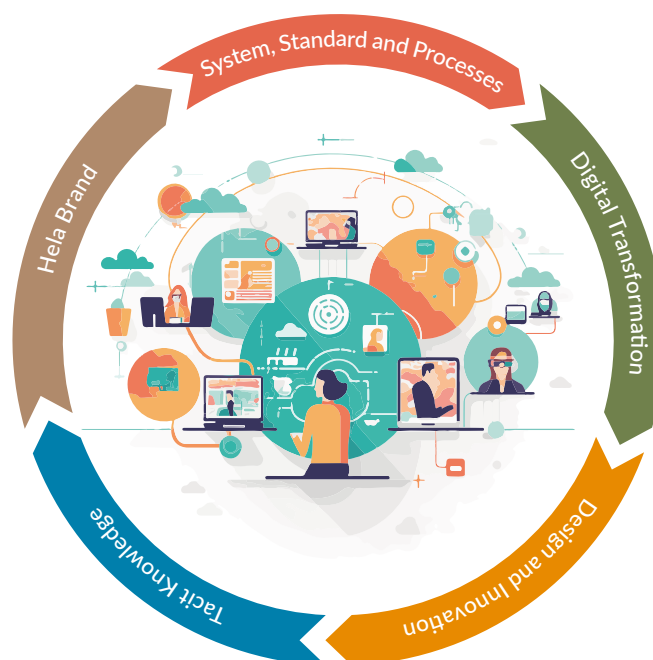 System, Standard and Processes
Digital Transformation
Design and Innovation
Tacit Knowledge
Hela Brand